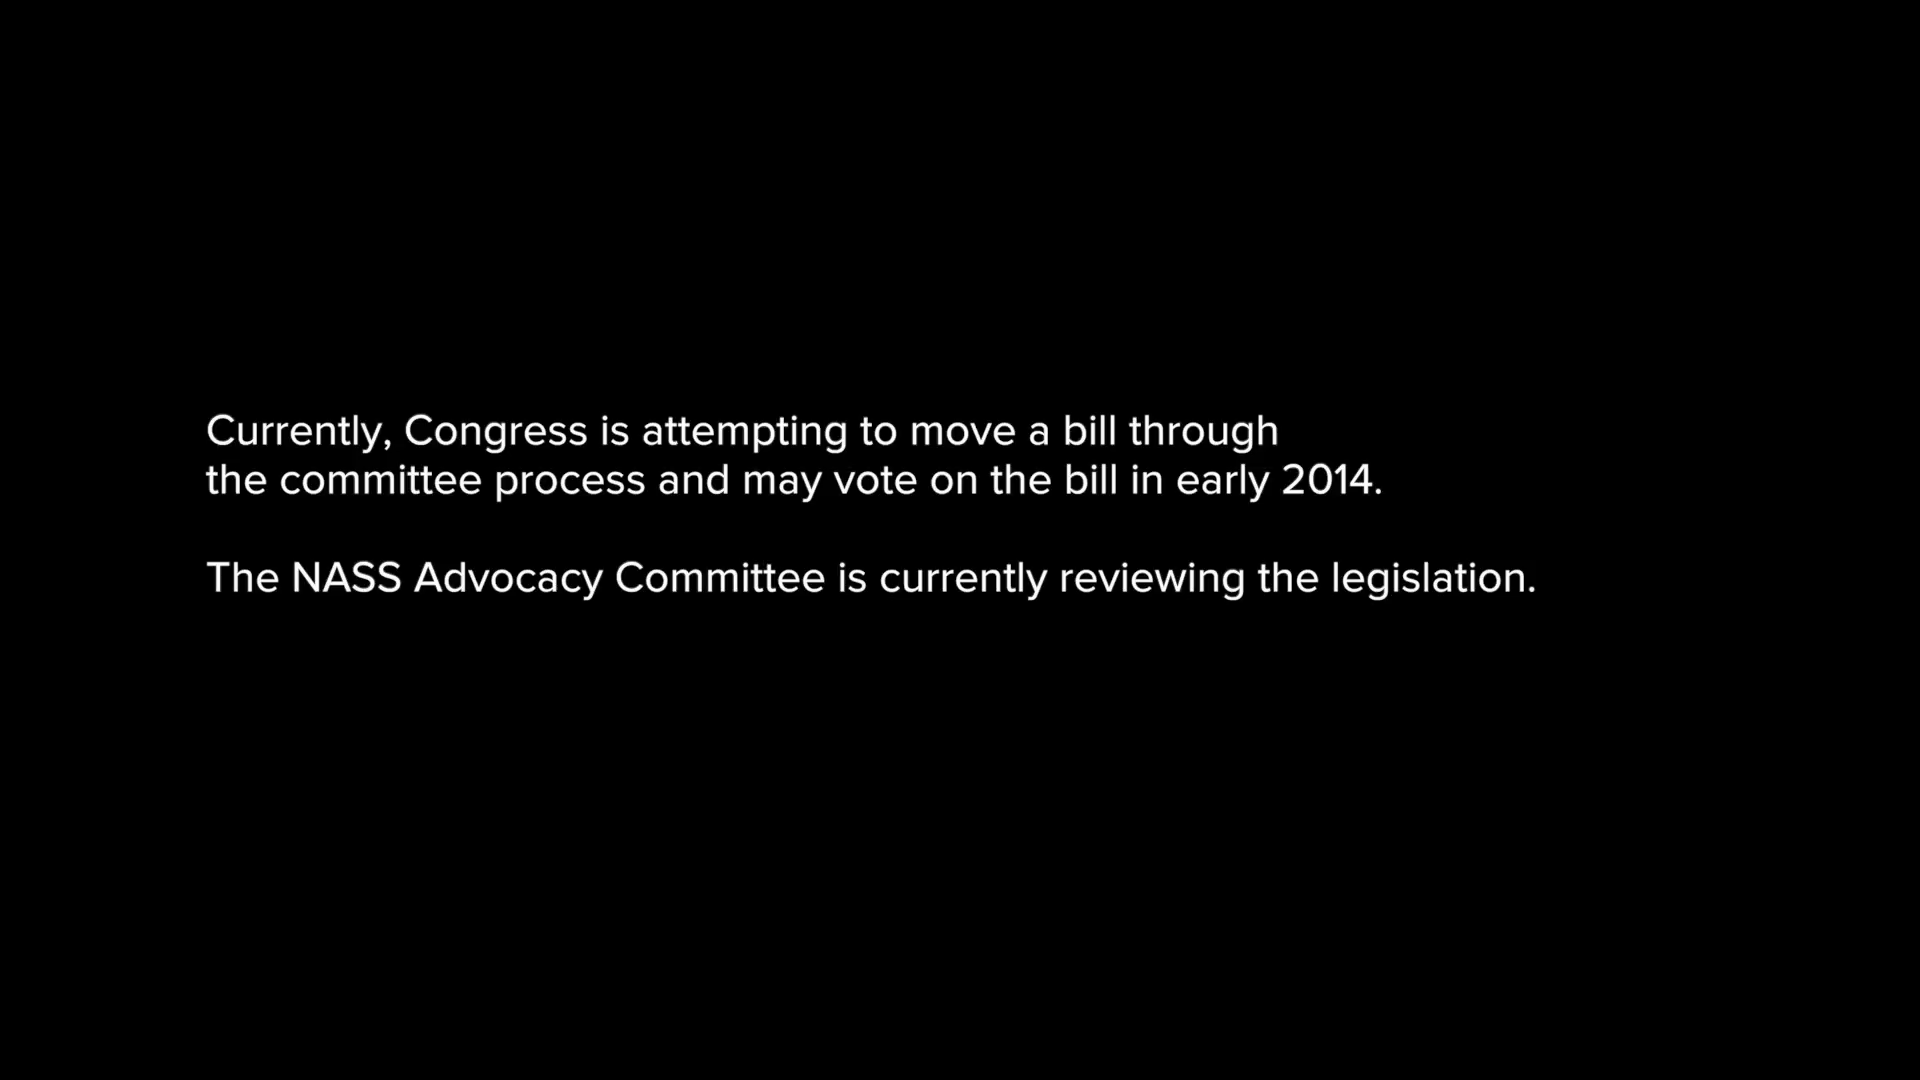 Currently, Congress is attempting to move a bill through
the committee process and may vote on the bill in early 2014.
The NASS Advocacy Committee is currently reviewing the legislation.